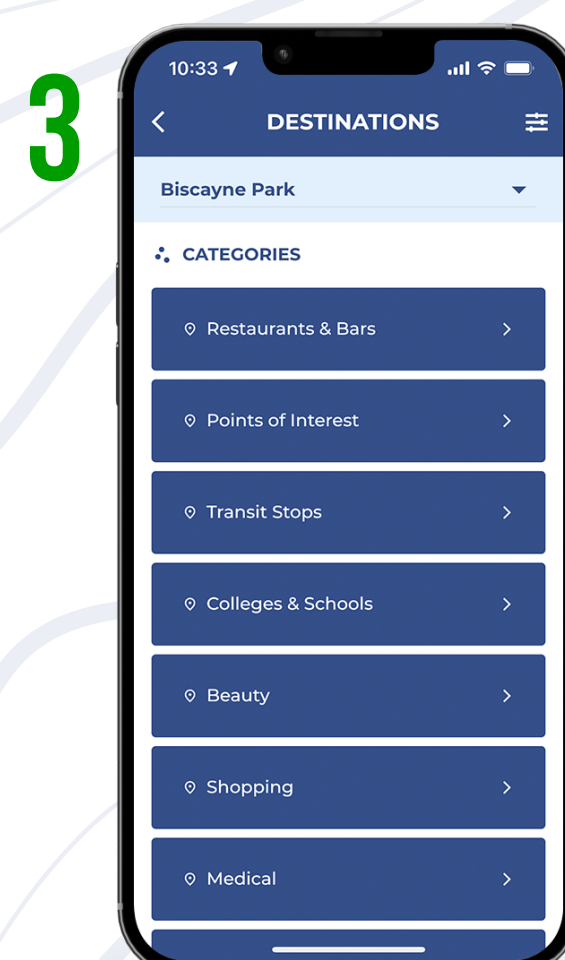 3
10:33
DESTINATIONS
Biscayne Park
CATEGORIES
Restaurants & Bars
Points of Interest
Transit Stops
Colleges & Schools
Beauty
Shopping
Medical